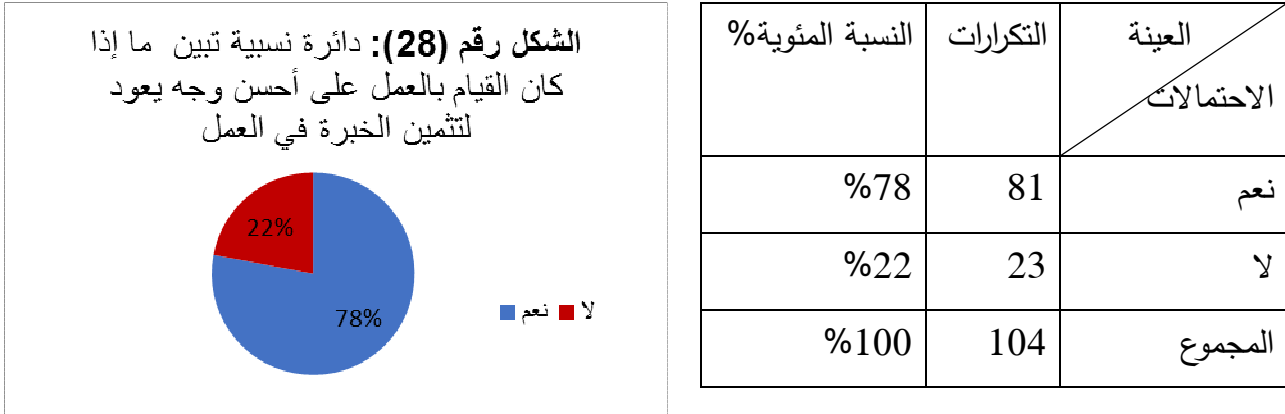 العينة
الاحتمالات
التكرارات
النسبة المئوية%
نعم
81
78%
لا
23
22%
المجموع
104
100%
الشكل رقم (28): دائرة نسبية تبين ما إذا
كان القيام بالعمل على أحسن وجه يعود
لتثمين الخبرة في العمل
22%
78%
نعم
لا